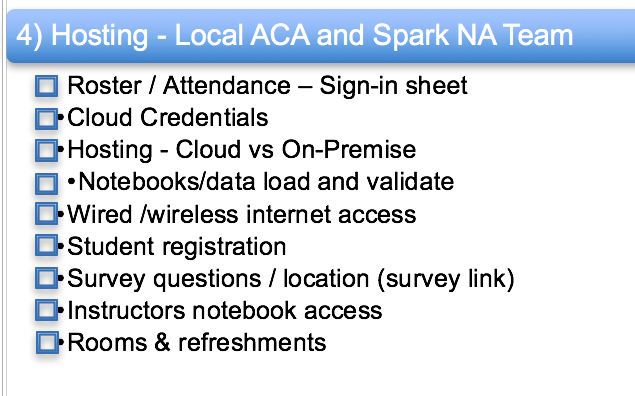 4) Hosting - Local ACA and Spark NA Team
Roster / Attendance – Sign-in sheet
•Cloud Credentials
•Hosting - Cloud vs On-Premise
•Notebooks/data load and validate
•Wired /wireless internet access
•Student registration
•Survey questions / location (survey link)
•Instructors notebook access
•Rooms & refreshments